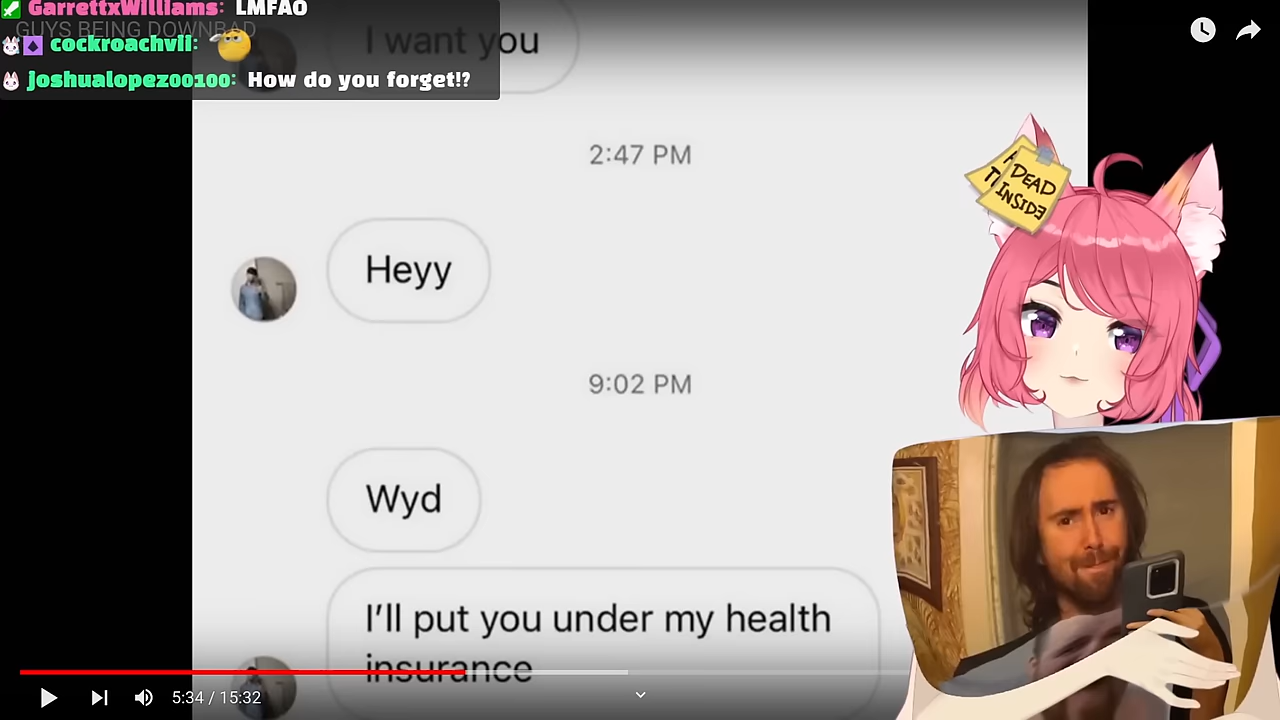 GarrettxWilliams: LMFAO
GUYS BEING DOWNBAD
cockroachvii:
joshualopez00100: How do you forget!?
I want you
2:47 PM
Heyy
9:02 PM
Wyd
I'll put you under my health
insurance
5:34 / 15:32
DEAD
INSIDE